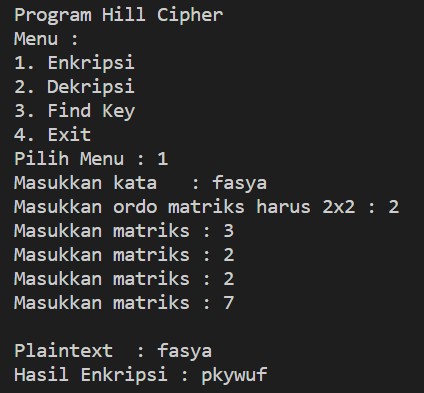 Program Hill Cipher
Menu :
1. Enkripsi
2. Dekripsi
3. Find Key
4. Exit
Pilih Menu : 1
Masukkan kata   : fasya
Masukkan ordo matriks harus 2x2 : 2
Masukkan matriks : 3
Masukkan matriks : 2
Masukkan matriks : 2
Masukkan matriks : 7

Plaintext  : fasya
Hasil Enkripsi : pkywuf